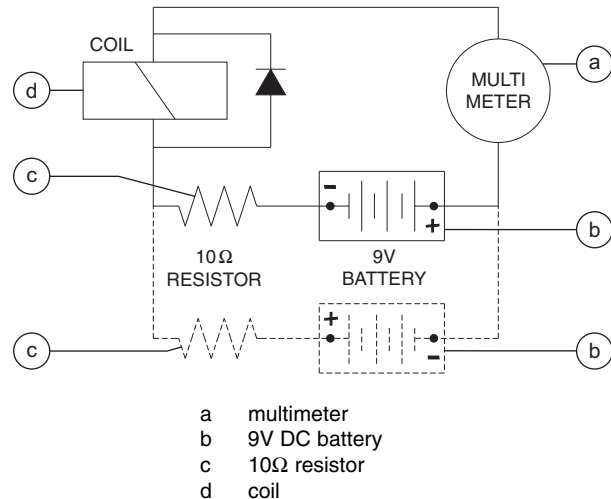 COIL
d
MULTI
METER
a
c
-
+
b
10Ω
RESISTOR
9V
BATTERY
c
+
-
b
a multimeter
b 9V DC battery
c 10Ω resistor
d coil